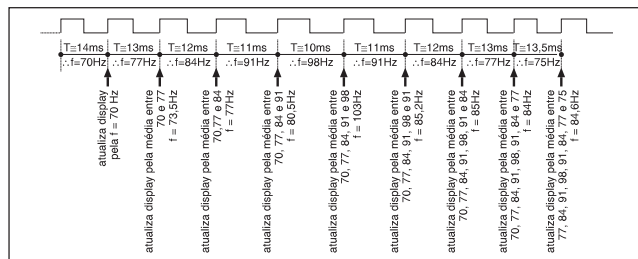 T≅14ms
∴f=70Hz
T≅13ms
∴f=77Hz
T≅12ms
∴f=84Hz
T≅11ms
∴f=91Hz
T≅10ms
∴f=98Hz
T≅11ms
∴f=91Hz
T≅12ms
∴f=84Hz
T≅13ms
∴f=77Hz
T≅13,5ms
∴f=75Hz
atualiza display
pela f = 70 Hz
atualiza display pela média entre
70 e 77
f = 73,5Hz
atualiza display pela média entre
70,77 e 84
f = 77Hz
atualiza display pela média entre
70, 77, 84 e 91
f = 80,5Hz
atualiza display pela média entre
70, 77, 84, 91 e 98
f = 103Hz
atualiza display pela média entre
70, 77, 84, 91, 98 e 91
f = 85,2Hz
atualiza display pela média entre
70, 77, 84, 91, 98, 91 e 84
f = 85Hz
atualiza display pela média entre
70, 77, 84, 91, 98, 91, 84 e 77
f = 84Hz
atualiza display pela média entre
77, 84, 91, 98, 91, 84, 77 e 75
f = 84,6Hz